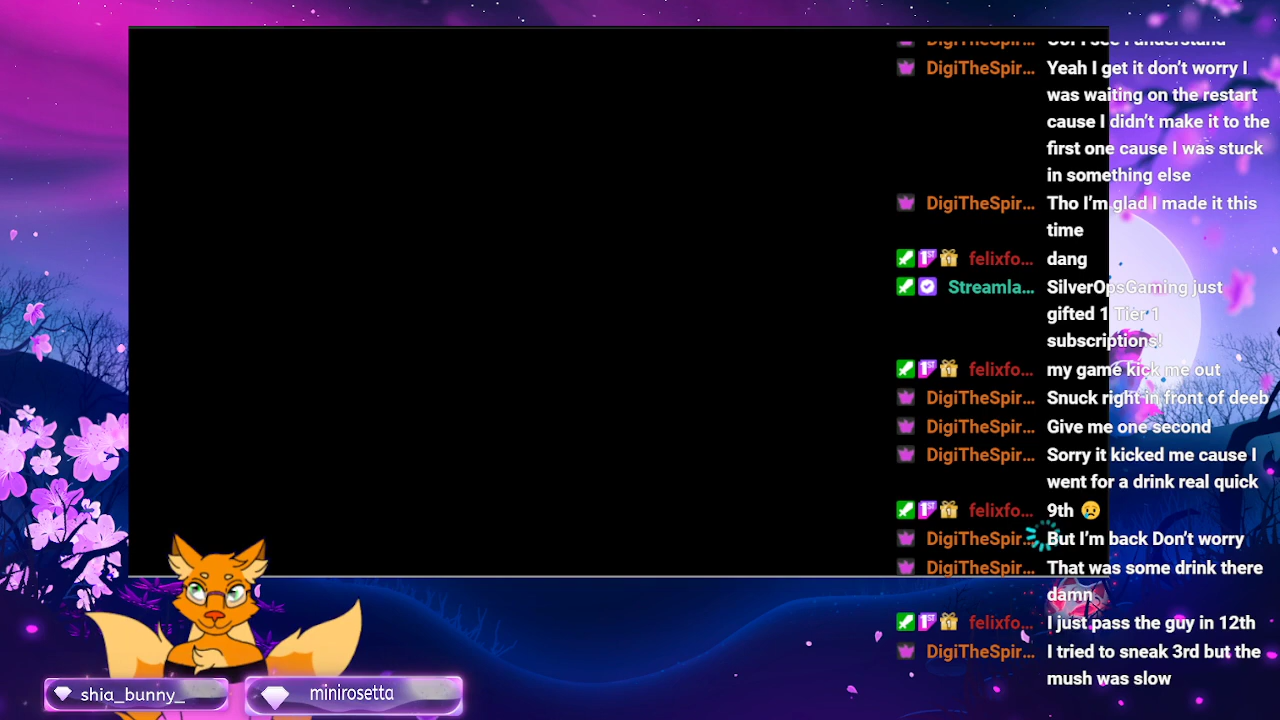 DigiTheSpir...
DigiTheSpir... Yeah I get it don't worry I
was waiting on the restart
cause I didn't make it to the
first one cause I was stuck
in something else
DigiTheSpir... Tho I'm glad I made it this
time
felixfo... dang
Streamla... SilverOpsGaming just
gifted 1 Tier 1
subscriptions!
felixfo... my game kick me out
DigiTheSpir... Snuck right in front of deeb
DigiTheSpir... Give me one second
DigiTheSpir... Sorry it kicked me cause I
went for a drink real quick
felixfo... 9th 😥
DigiTheSpir... But I'm back Don't worry
DigiTheSpir... That was some drink there
damn
felixfo... I just pass the guy in 12th
DigiTheSpir... I tried to sneak 3rd but the
mush was slow
shia_bunny_
minirosetta